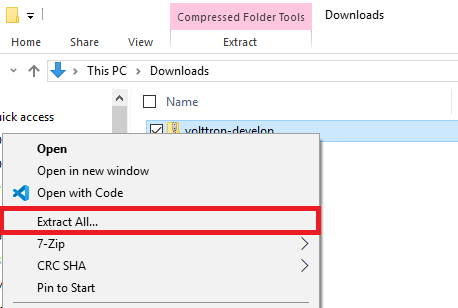 Compressed Folder Tools
Downloads
Home
Share
View
Extract
This PC
Downloads
uick access
Name
volttron-develop
Open
Open in new window
Open with Code
Extract All...
7-Zip
CRC SHA
Pin to Start